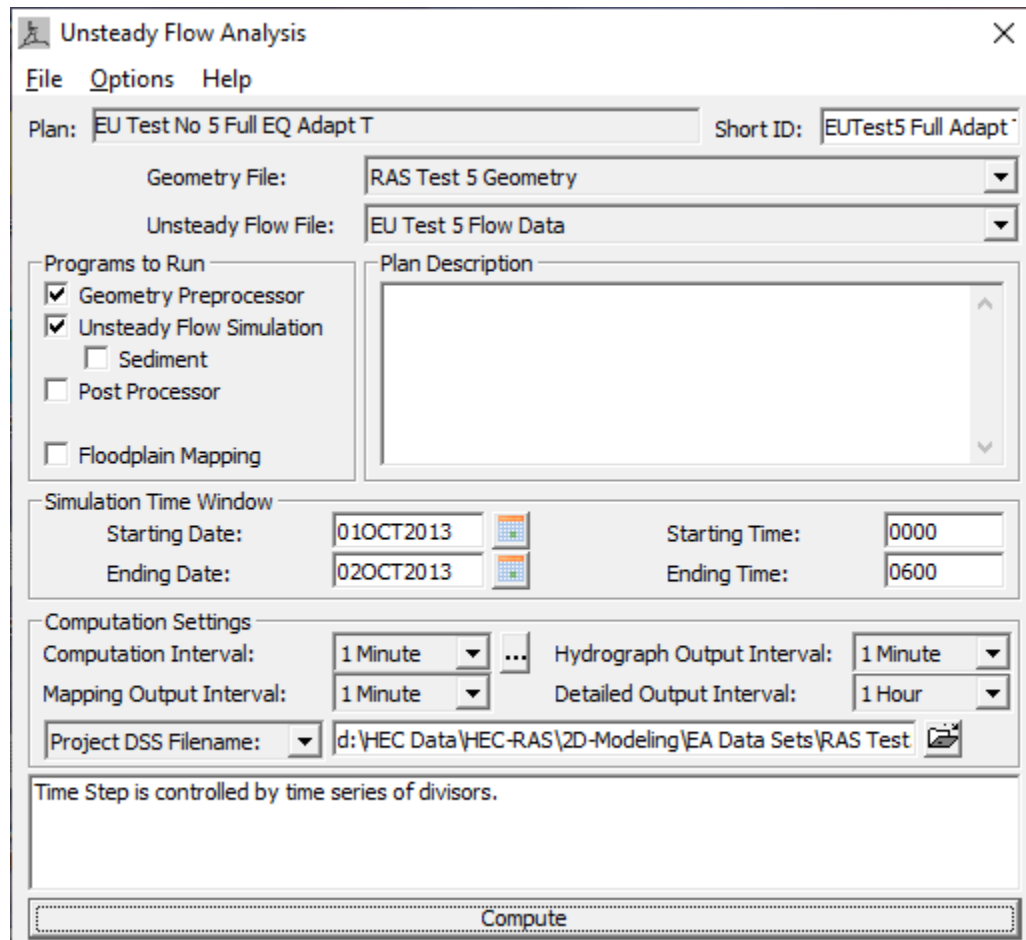 Unsteady Flow Analysis
File Options Help
Plan: EU Test No 5 Full EQ Adapt T Short ID: EUTest5 Full Adapt
Geometry File: RAS Test 5 Geometry
Unsteady Flow File: EU Test 5 Flow Data
Programs to Run
Geometry Preprocessor
Unsteady Flow Simulation
Sediment
Post Processor
Floodplain Mapping
Plan Description
Simulation Time Window
Starting Date: 01OCT2013 Starting Time: 0000
Ending Date: 02OCT2013 Ending Time: 0600
Computation Settings
Computation Interval: 1 Minute ... Hydrograph Output Interval: 1 Minute
Mapping Output Interval: 1 Minute Detailed Output Interval: 1 Hour
Project DSS Filename: d:\HEC Data\HEC-RAS\2D-Modeling\EA Data Sets\RAS Test
Time Step is controlled by time series of divisors.
Compute